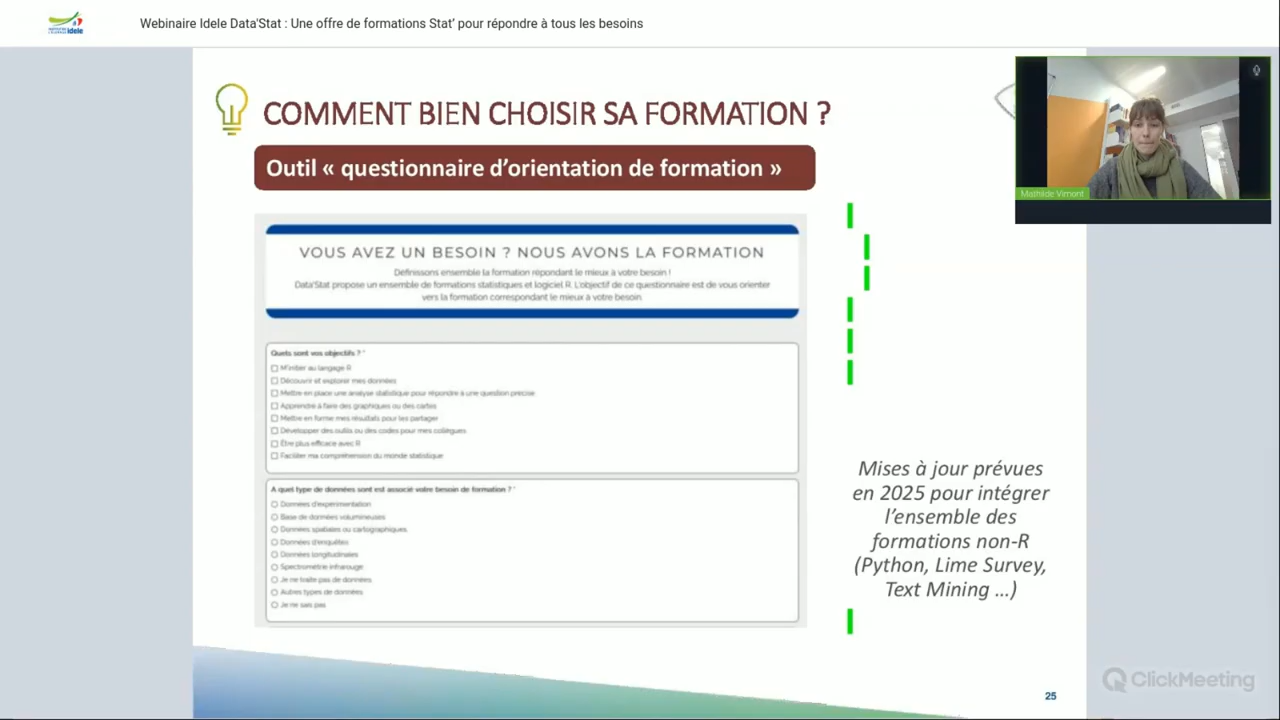 idele
Webinaire Idele Data'Stat : Une offre de formations Stat' pour répondre à tous les besoins
COMMENT BIEN CHOISIR SA FORMATION ?
Outil « questionnaire d'orientation de formation »
Mathilde Vimont
VOUS AVEZ UN BESOIN ? NOUS AVONS LA FORMATION
Définissons ensemble la formation répondant le mieux à votre besoin !
Data'Stat propose un ensemble de formations statistiques et logiciel R. L'objectif de ce questionnaire est de vous orienter
vers la formation correspondant le mieux à votre besoin.
Quels sont vos objectifs ? *
M'initier au langage R
Découvrir et explorer mes données
Mettre en place une analyse statistique pour répondre à une question précise
Apprendre à faire des graphiques ou des cartes
Mettre en forme mes résultats pour les partager
Développer des outils ou des codes pour mes collègues
Être plus efficace avec R
Faciliter ma compréhension du monde statistique
A quel type de données sont est associé votre besoin de formation ? *
Données d'expérimentation
Base de données volumineuses
Données spatiales ou cartographiques
Données d'enquêtes
Données longitudinales
Spectrométrie infrarouge
Je ne traite pas de données
Autres types de données
Je ne sais pas
Mises à jour prévues
en 2025 pour intégrer
l'ensemble des
formations non-R
(Python, Lime Survey,
Text Mining ...)
ClickMeeting
25